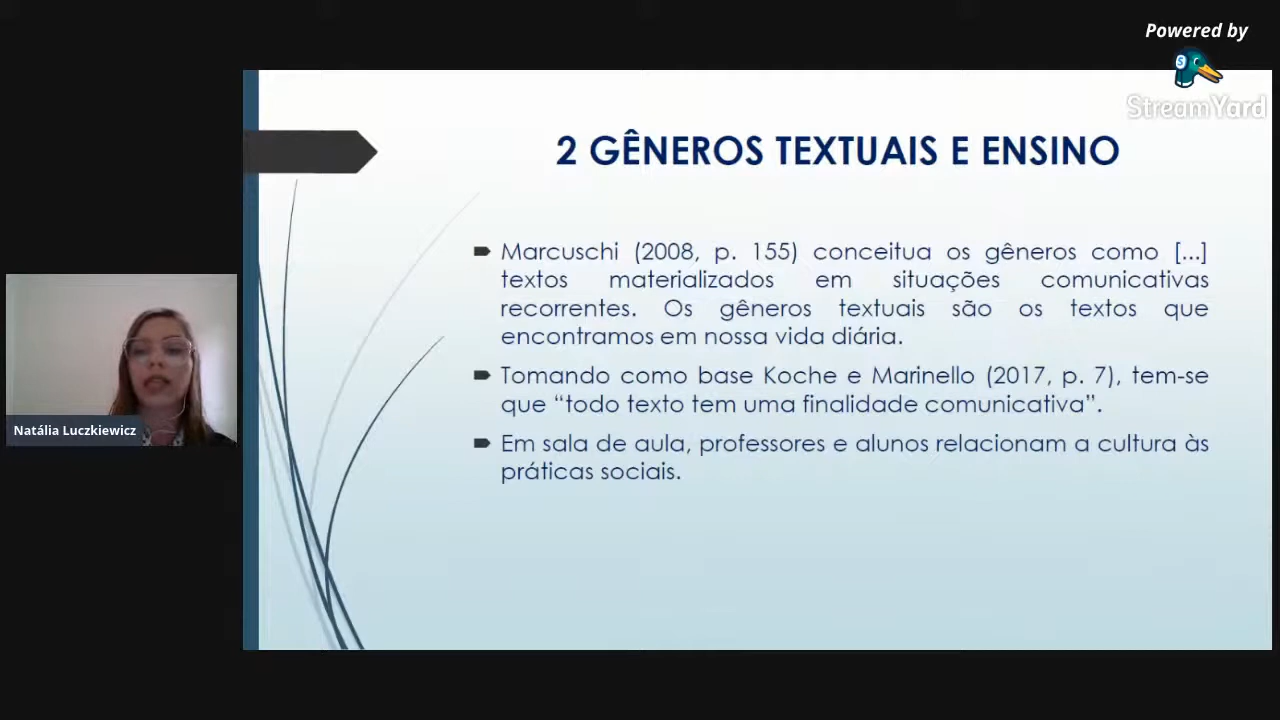 Powered by
StreamYard
2 GÊNEROS TEXTUAIS E ENSINO
Marcuschi (2008, p. 155) conceitua os gêneros como [...]
textos materializados em situações comunicativas
recorrentes. Os gêneros textuais são os textos que
encontramos em nossa vida diária.
Tomando como base Koche e Marinello (2017, p. 7), tem-se
que “todo texto tem uma finalidade comunicativa”.
Em sala de aula, professores e alunos relacionam a cultura às
práticas sociais.
Natália Luczkiewicz